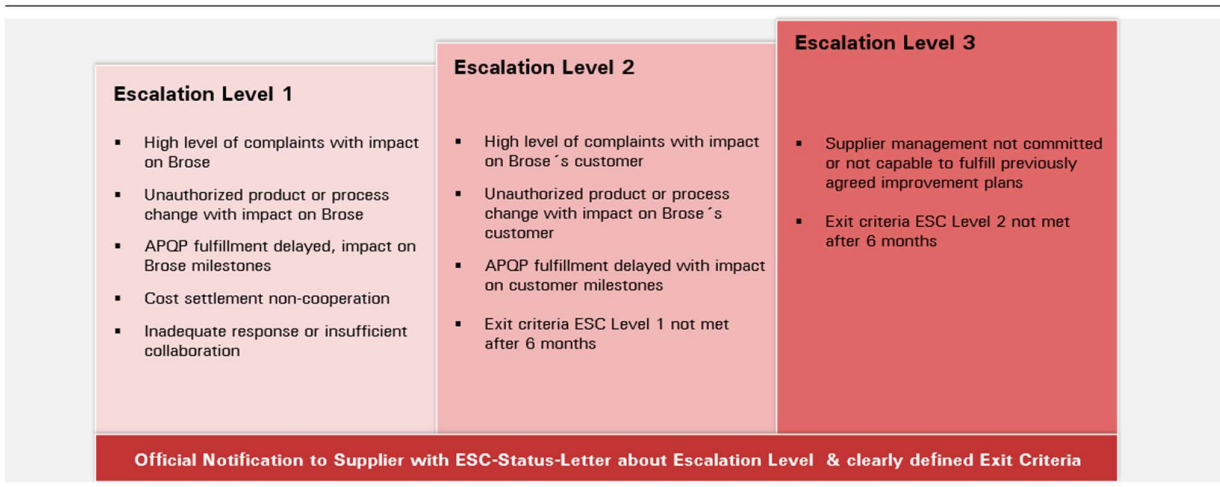 Escalation Level 1
▪ High level of complaints with impact
on Brose
▪ Unauthorized product or process
change with impact on Brose
▪ APQP fulfillment delayed, impact on
Brose milestones
▪ Cost settlement non-cooperation
▪ Inadequate response or insufficient
collaboration
Escalation Level 2
▪ High level of complaints with impact
on Brose´s customer
▪ Unauthorized product or process
change with impact on Brose´s
customer
▪ APQP fulfillment delayed with impact
on customer milestones
▪ Exit criteria ESC Level 1 not met
after 6 months
Escalation Level 3
▪ Supplier management not committed
or not capable to fulfill previously
agreed improvement plans
▪ Exit criteria ESC Level 2 not met
after 6 months
Official Notification to Supplier with ESC-Status-Letter about Escalation Level & clearly defined Exit Criteria